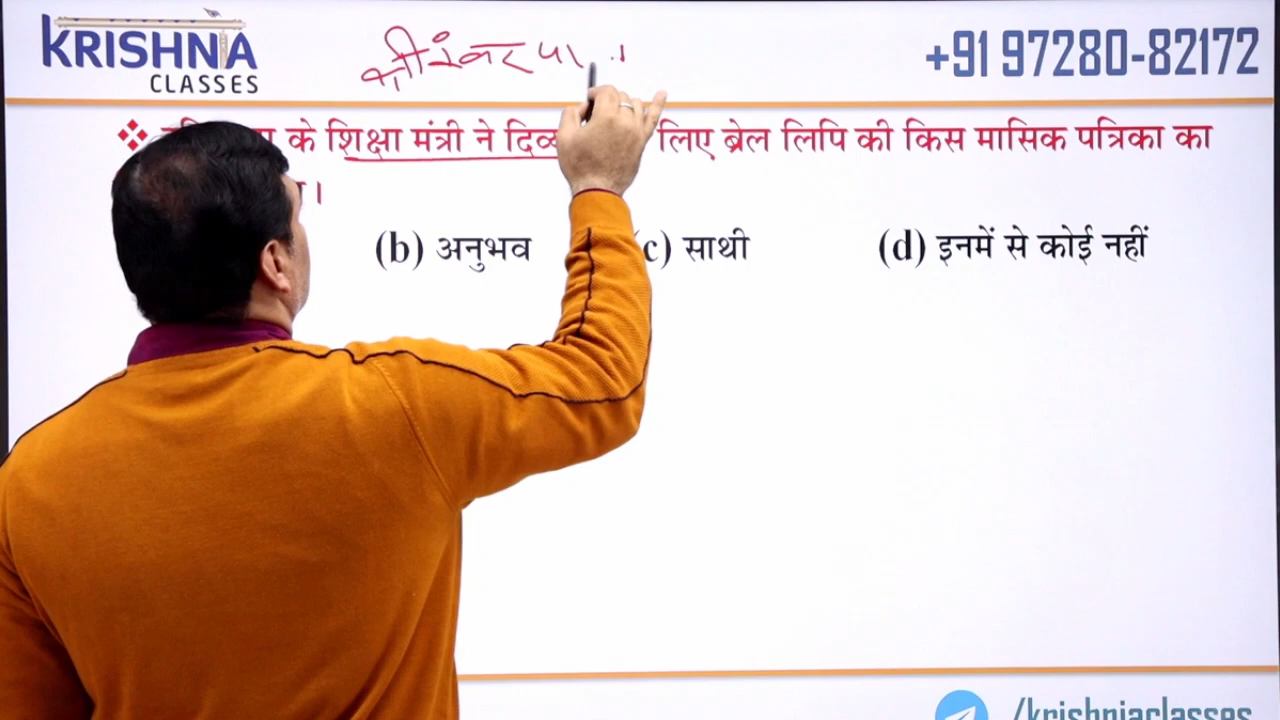 KRISHNIA
CLASSES
+91 97280-82172
के शिक्षा मंत्री ने लिए ब्रेल लिपि की किस मासिक पत्रिका का
(b) अनुभव
(c) साथी
(d) इनमें से कोई नहीं
/krishniaclasses